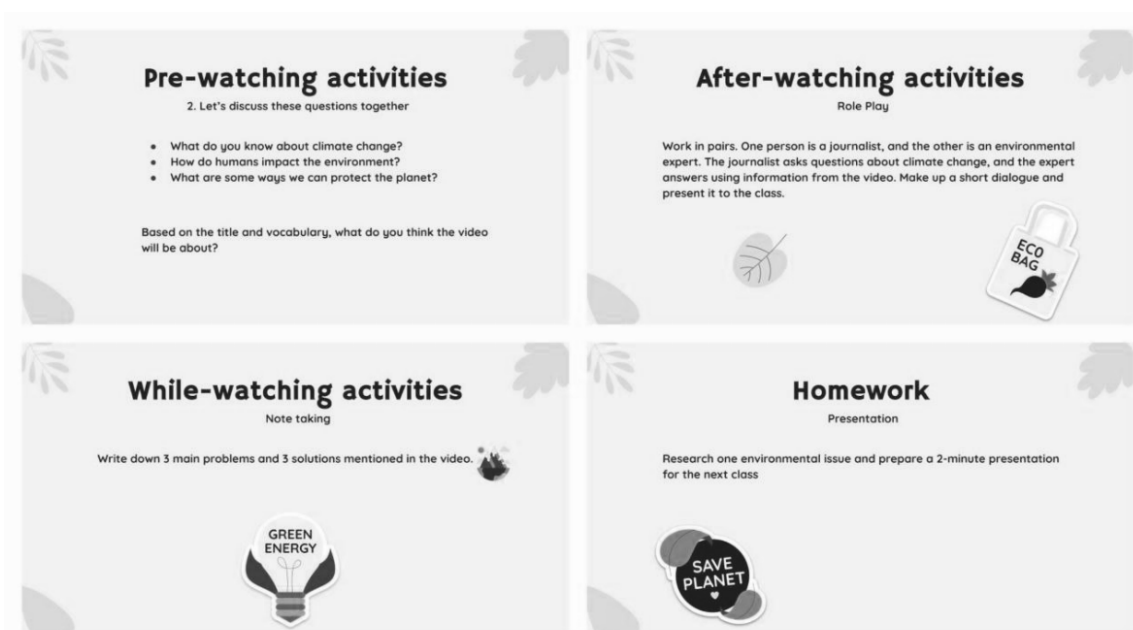 Pre-watching activities
2. Let's discuss these questions together
• What do you know about climate change?
• How do humans impact the environment?
• What are some ways we can protect the planet?
Based on the title and vocabulary, what do you think the video
will be about?
After-watching activities
Role Play
Work in pairs. One person is a journalist, and the other is an environmental
expert. The journalist asks questions about climate change, and the expert
answers using information from the video. Make up a short dialogue and
present it to the class.
ECO
BAG
While-watching activities
Note taking
Write down 3 main problems and 3 solutions mentioned in the video.
GREEN
ENERGY
Homework
Presentation
Research one environmental issue and prepare a 2-minute presentation
for the next class
SAVE
PLANET